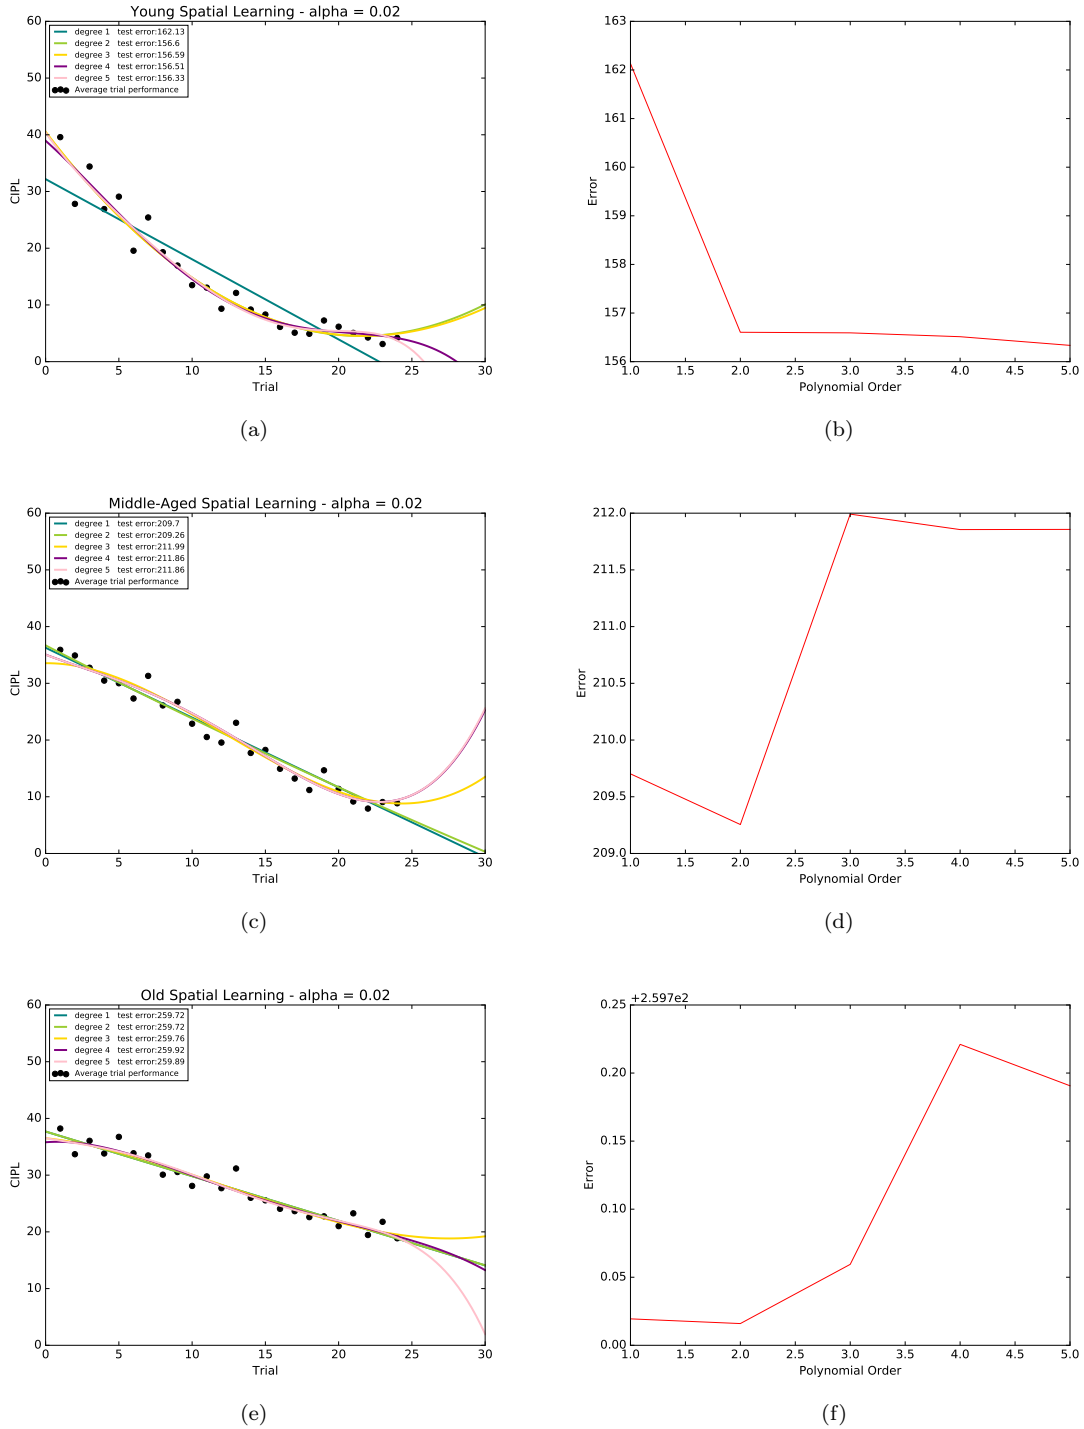 Young Spatial Learning - alpha = 0.02
degree 1 test error:162.13
degree 2 test error:156.6
degree 3 test error:156.59
degree 4 test error:156.51
degree 5 test error:156.33
Average trial performance
60
50
40
30
20
10
0
CIPL
0 5 10 15 20 25 30
Trial
(a)
163
162
161
160
159
158
157
156
Error
1.0 1.5 2.0 2.5 3.0 3.5 4.0 4.5 5.0
Polynomial Order
(b)
Middle-Aged Spatial Learning - alpha = 0.02
degree 1 test error:209.7
degree 2 test error:209.26
degree 3 test error:211.99
degree 4 test error:211.86
degree 5 test error:211.86
Average trial performance
60
50
40
30
20
10
0
CIPL
0 5 10 15 20 25 30
Trial
(c)
212.0
211.5
211.0
210.5
210.0
209.5
209.0
Error
1.0 1.5 2.0 2.5 3.0 3.5 4.0 4.5 5.0
Polynomial Order
(d)
Old Spatial Learning - alpha = 0.02
degree 1 test error:259.72
degree 2 test error:259.72
degree 3 test error:259.76
degree 4 test error:259.92
degree 5 test error:259.89
Average trial performance
60
50
40
30
20
10
0
CIPL
0 5 10 15 20 25 30
Trial
(e)
+2.597e2
0.25
0.20
0.15
0.10
0.05
0.00
Error
1.0 1.5 2.0 2.5 3.0 3.5 4.0 4.5 5.0
Polynomial Order
(f)